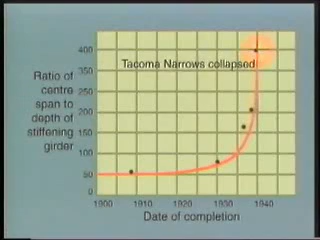 Tacoma Narrows collapsed
Ratio of
centre
span to
depth of
stiffening
girder
400
350
250
200
150
100
50
0
1900
1910
1920
1930
1940
Date of completion